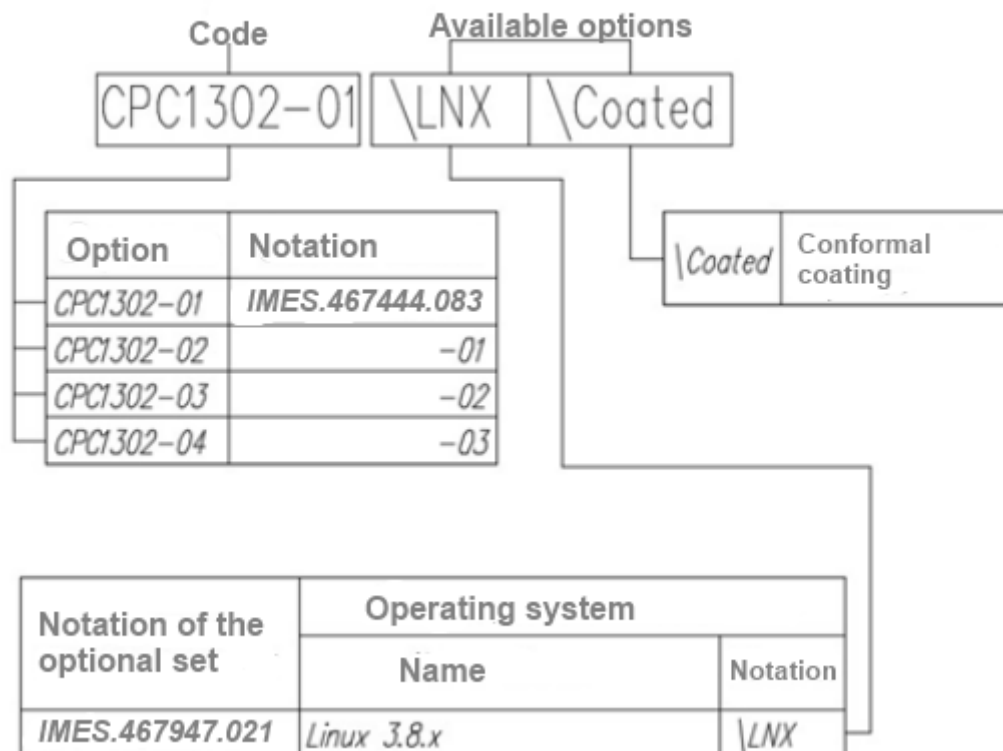 Code Available options
CPC1302-01 \LNX \Coated
Option Notation
CPC1302-01 IMES.467444.083
CPC1302-02 -01
CPC1302-03 -02
CPC1302-04 -03
\Coated Conformal
coating
Notation of the
optional set
Operating system
Name Notation
IMES.467947.021 Linux 3.8.x \LNX